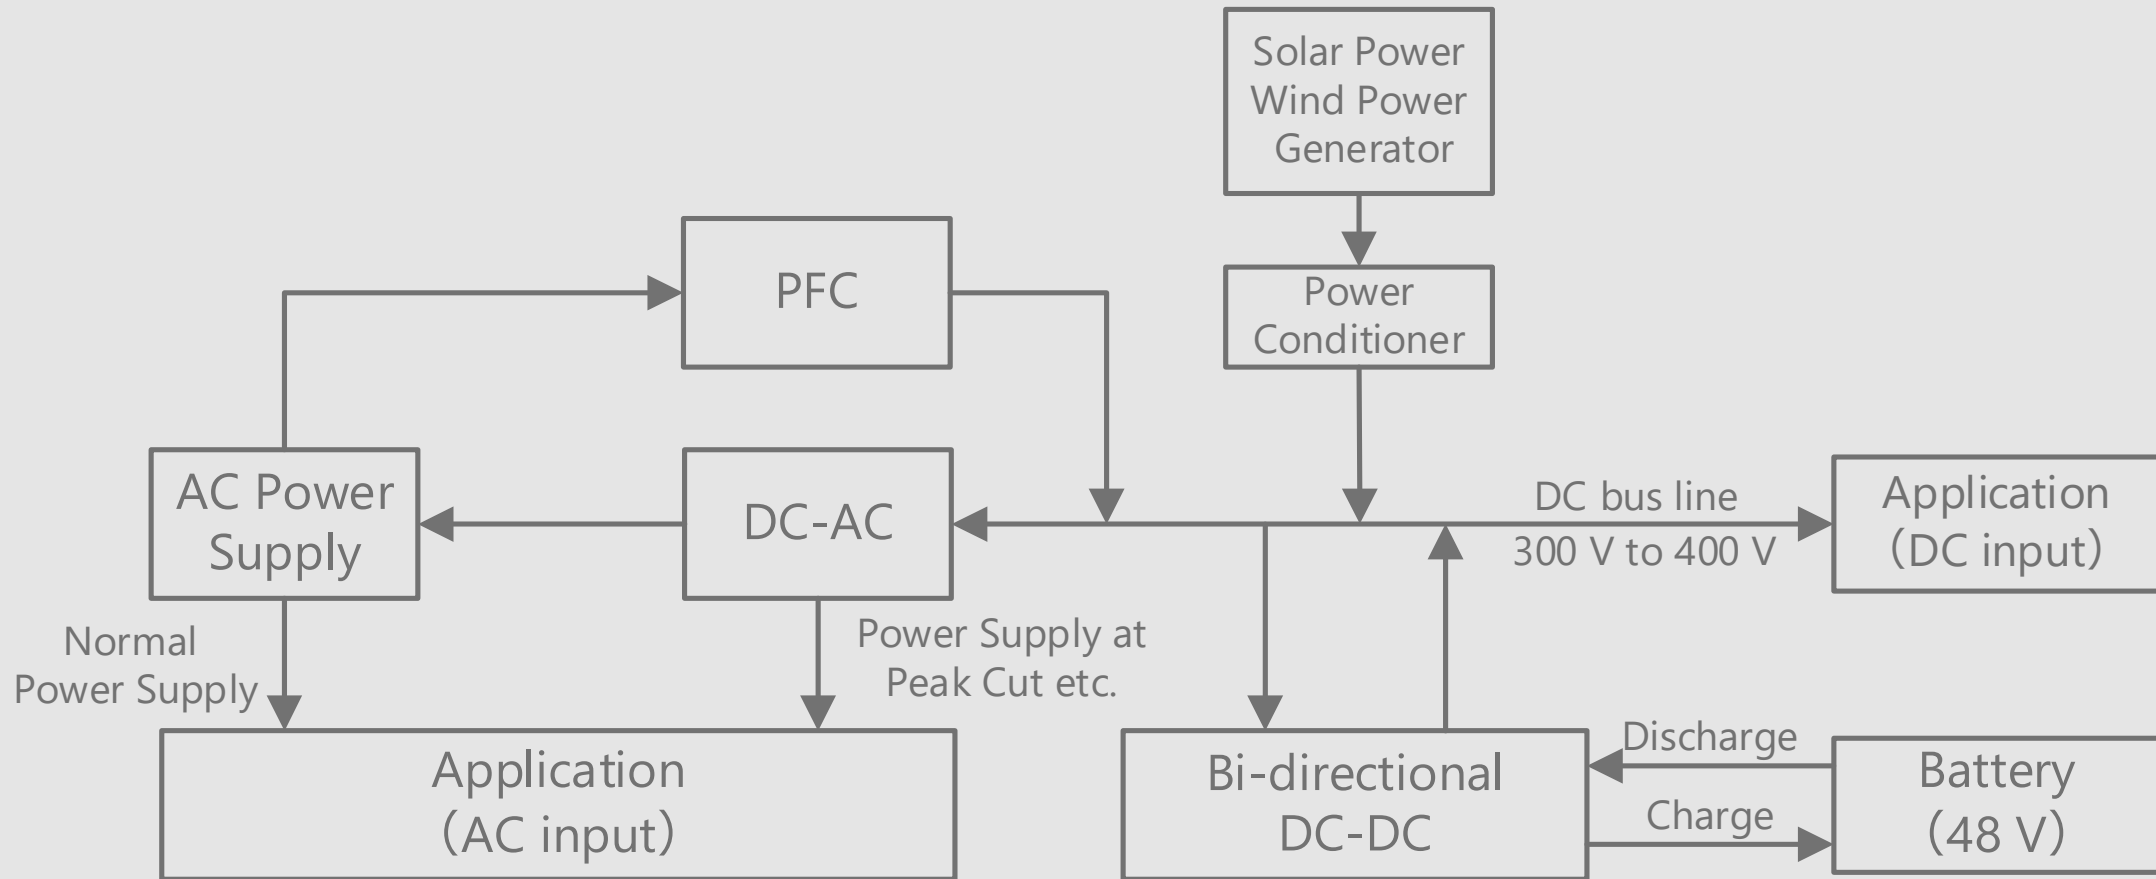 Solar Power
Wind Power
Generator
PFC
Power
Conditioner
AC Power
Supply
DC-AC
DC bus line
300 V to 400 V
Application
(DC input)
Normal
Power Supply
Power Supply at
Peak Cut etc.
Application
(AC input)
Bi-directional
DC-DC
Discharge
Charge
Battery
(48 V)